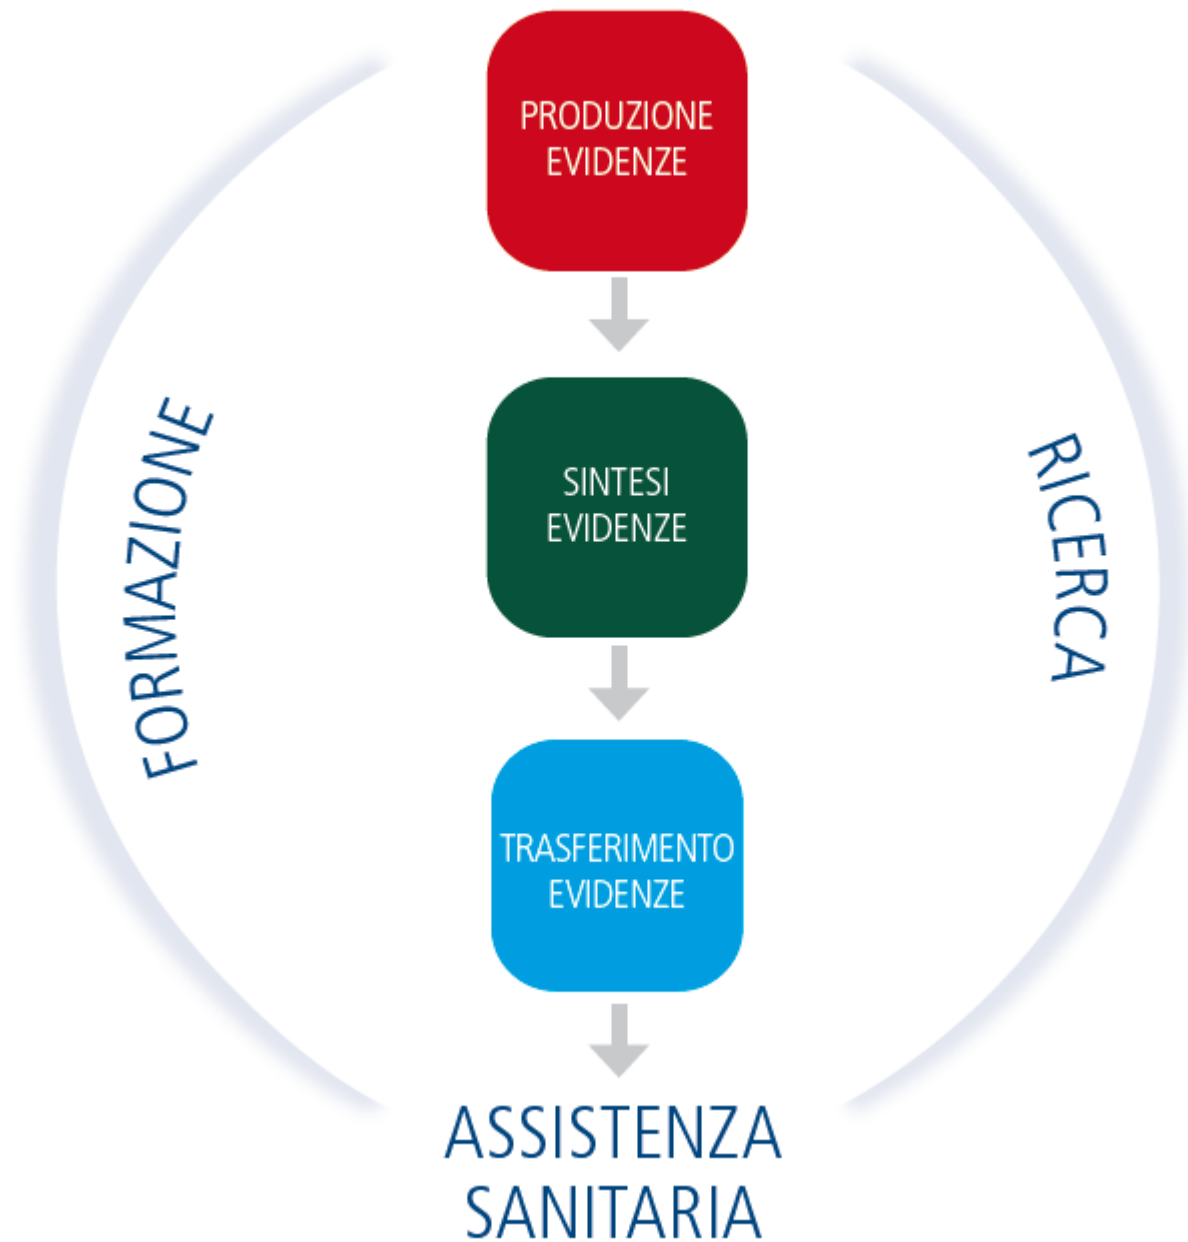 PRODUZIONE
EVIDENZE
SINTESI
EVIDENZE
TRASFERIMENTO
EVIDENZE
FORMAZIONE
RICERCA
ASSISTENZA
SANITARIA